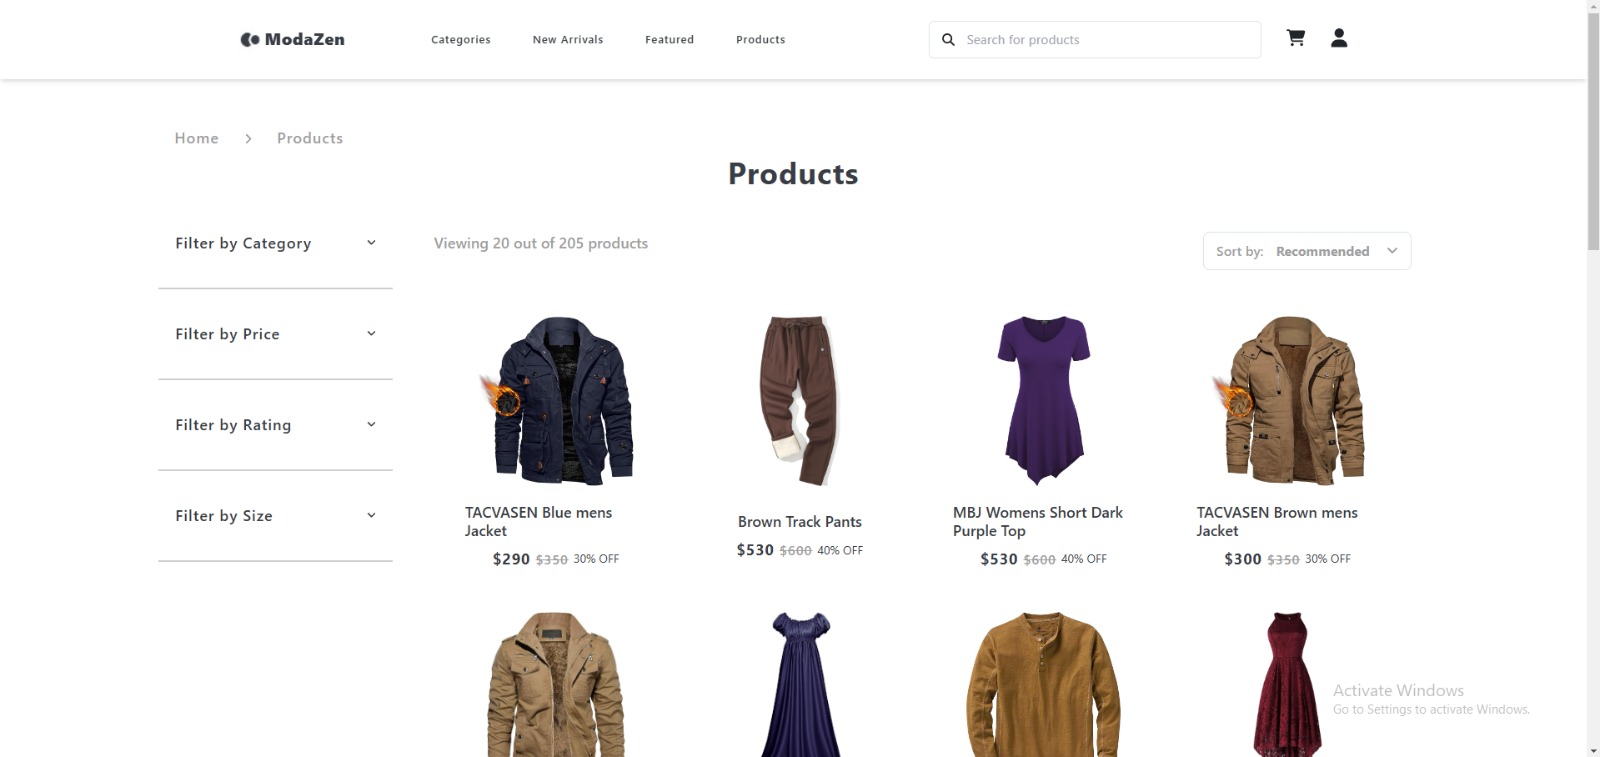 ModaZen
Categories
New Arrivals
Featured
Products
Search for products
Home
Products
Products
Filter by Category
Viewing 20 out of 205 products
Sort by: Recommended
Filter by Price
Filter by Rating
Filter by Size
TACVASEN Blue mens
Jacket
$290 $350 30% OFF
Brown Track Pants
$530 $600 40% OFF
MBJ Womens Short Dark
Purple Top
$530 $600 40% OFF
TACVASEN Brown mens
Jacket
$300 $350 30% OFF
Activate Windows
Go to Settings to activate Windows.